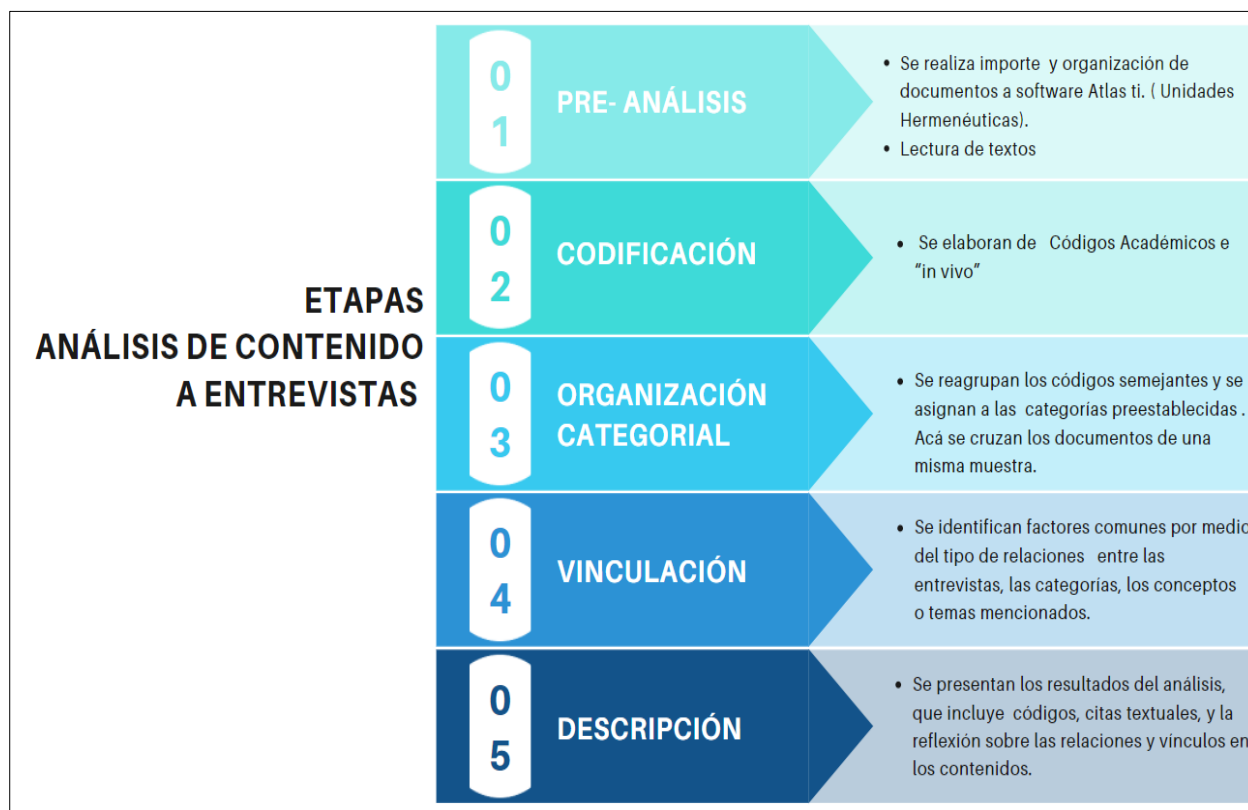 ETAPAS
ANÁLISIS DE CONTENIDO
A ENTREVISTAS
0
1
PRE- ANÁLISIS
• Se realiza importe y organización de
documentos a software Atlas ti. ( Unidades
Hermenéuticas).
• Lectura de textos
0
2
CODIFICACIÓN
• Se elaboran de Códigos Académicos e
“in vivo”
0
3
ORGANIZACIÓN
CATEGORIAL
• Se reagrupan los códigos semejantes y se
asignan a las categorías preestablecidas .
Acá se cruzan los documentos de una
misma muestra.
0
4
VINCULACIÓN
• Se identifican factores comunes por medio
del tipo de relaciones entre las
entrevistas, las categorías, los conceptos
o temas mencionados.
0
5
DESCRIPCIÓN
• Se presentan los resultados del análisis,
que incluye códigos, citas textuales, y la
reflexión sobre las relaciones y vínculos en
los contenidos.